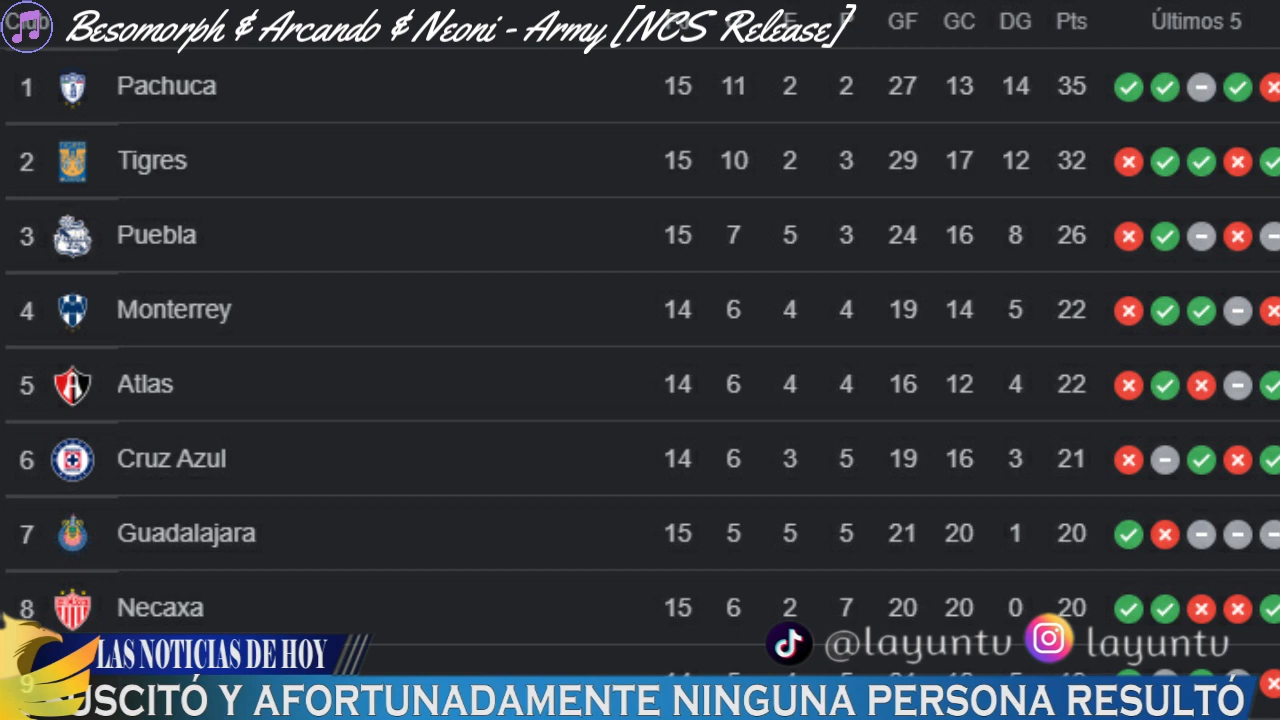 Club E P GF GC DG Pts Últimos 5
Besomorph & Arcando & Neoni - Army [NCS Release]
1 Pachuca 15 11 2 2 27 13 14 35
2 Tigres 15 10 2 3 29 17 12 32
3 Puebla 15 7 5 3 24 16 8 26
4 Monterrey 14 6 4 4 19 14 5 22
5 Atlas 14 6 4 4 16 12 4 22
6 Cruz Azul 14 6 3 5 19 16 3 21
7 Guadalajara 15 5 5 5 21 20 1 20
8 Necaxa 15 6 2 7 20 20 0 20
LAS NOTICIAS DE HOY @layuntv layuntv
9
USCITÓ Y AFORTUNADAMENTE NINGUNA PERSONA RESULTÓ